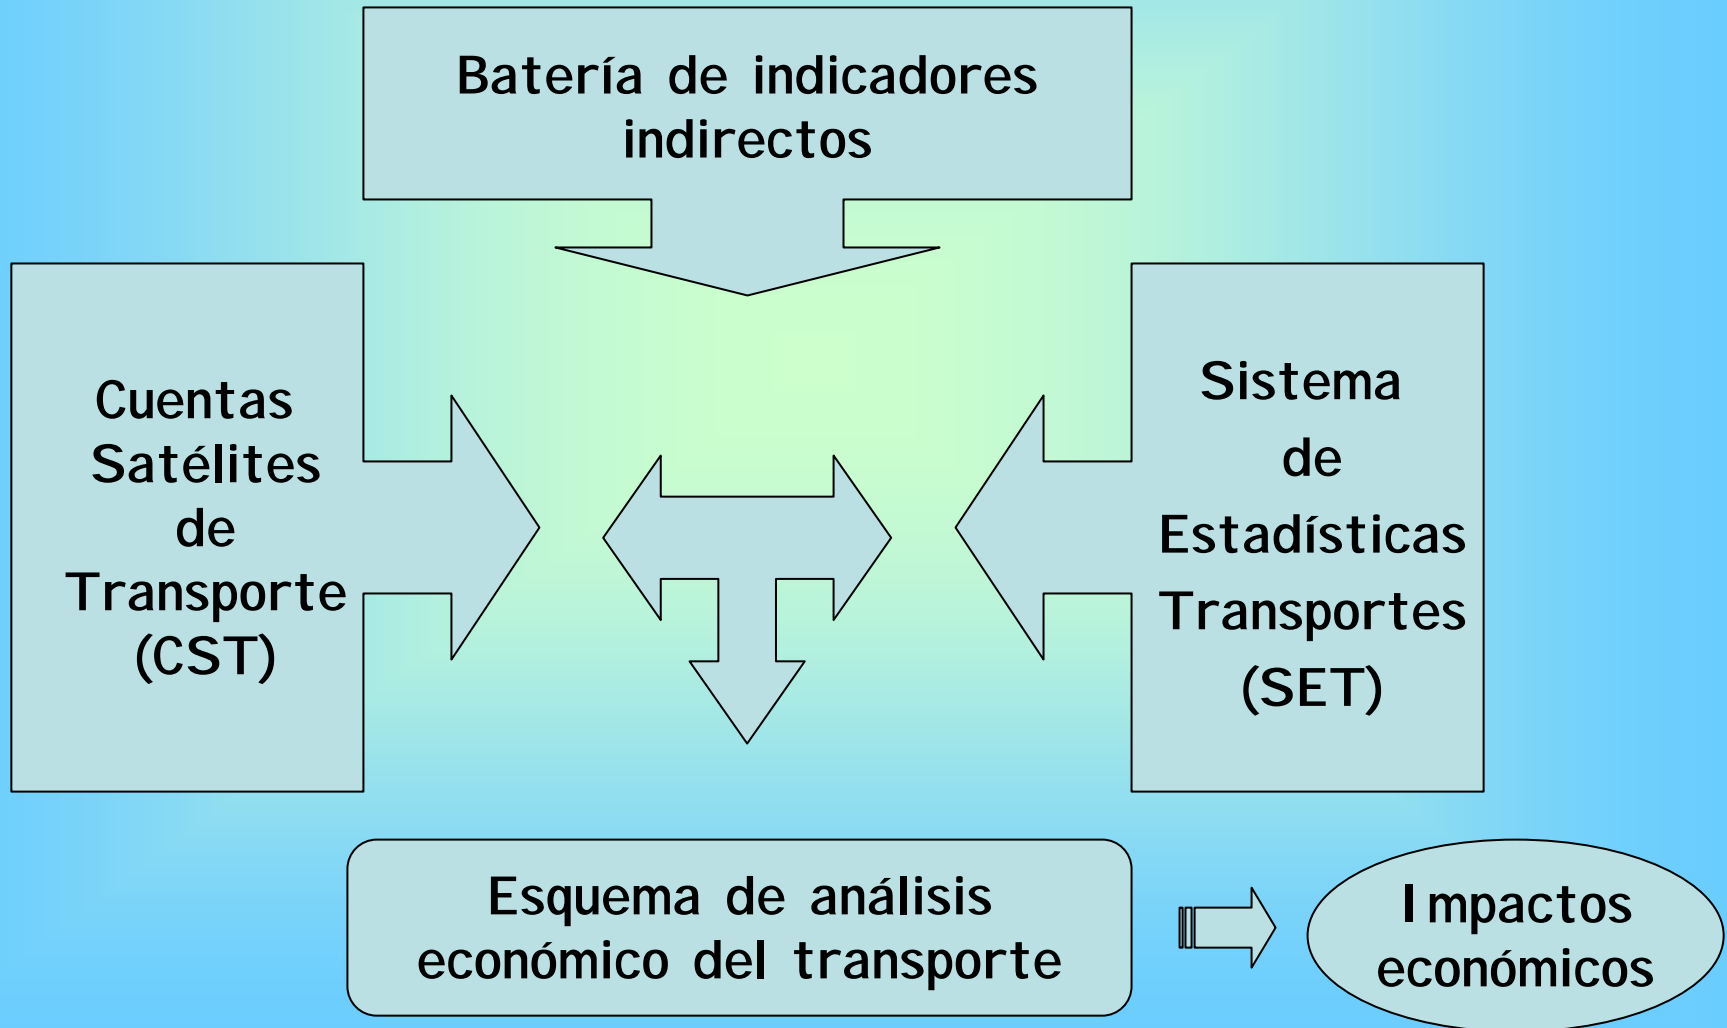 Batería de indicadores
indirectos
Cuentas
Satélites
de
Transporte
(CST)
Sistema
de
Estadísticas
Transportes
(SET)
Esquema de análisis
económico del transporte
Impactos
económicos